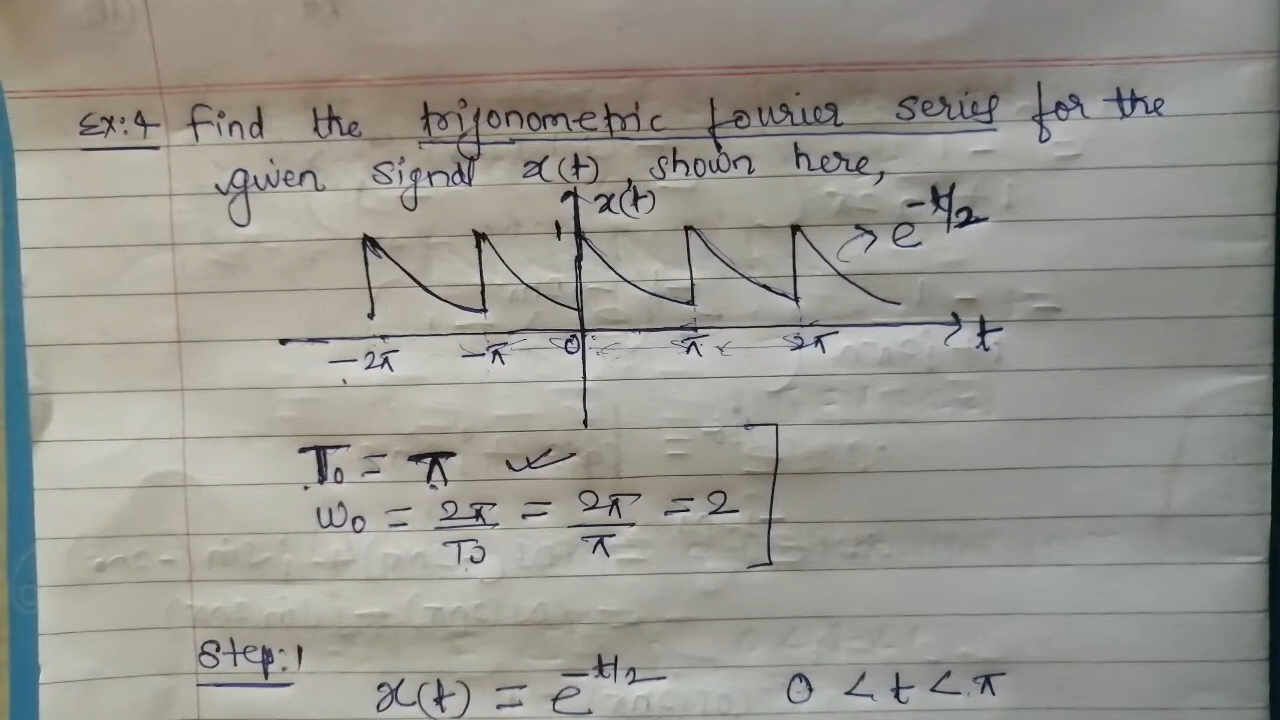 Ex:4 Find the trigonometric fourier series for the
given signal x(t), shown here,
x(t)
1
e^{-t/2}
-2π -π 0 π 2π t
T₀ = π ✓
ω₀ = 2π/T₀ = 2π/π = 2
Step:1
x(t) = e^{-t/2} 0 < t < π